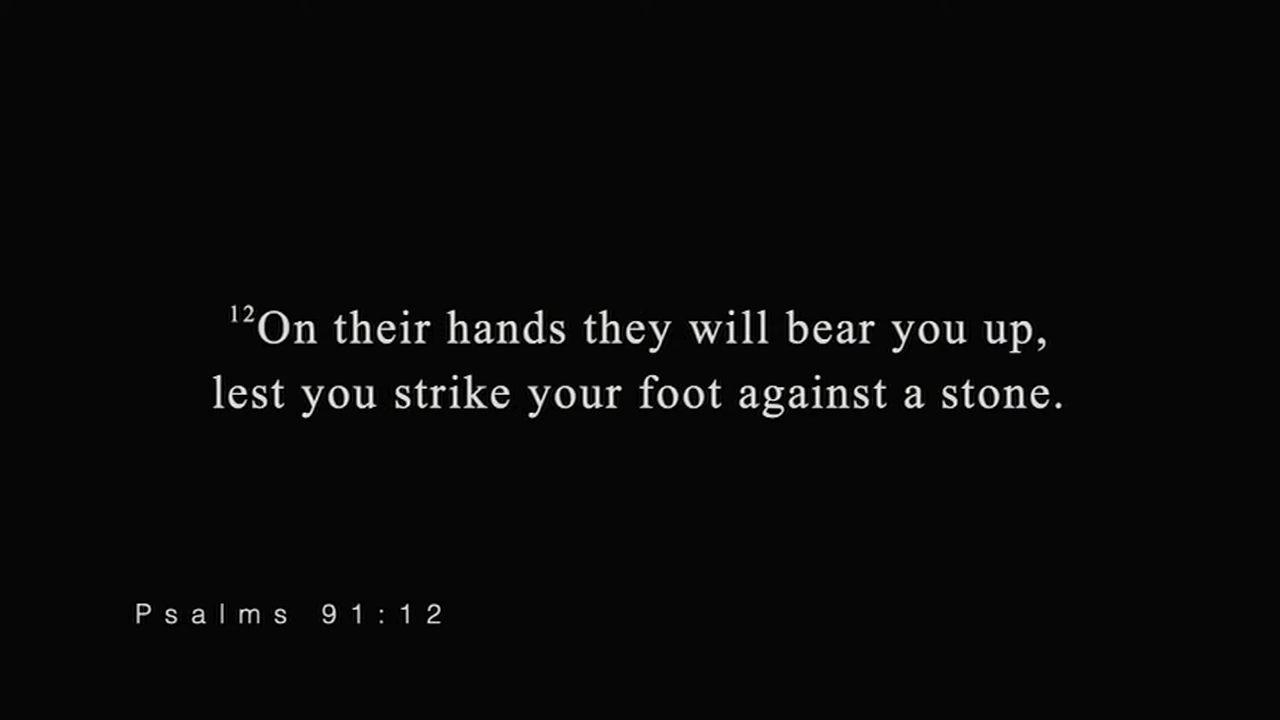 12On their hands they will bear you up,
lest you strike your foot against a stone.
Psalms 91:12